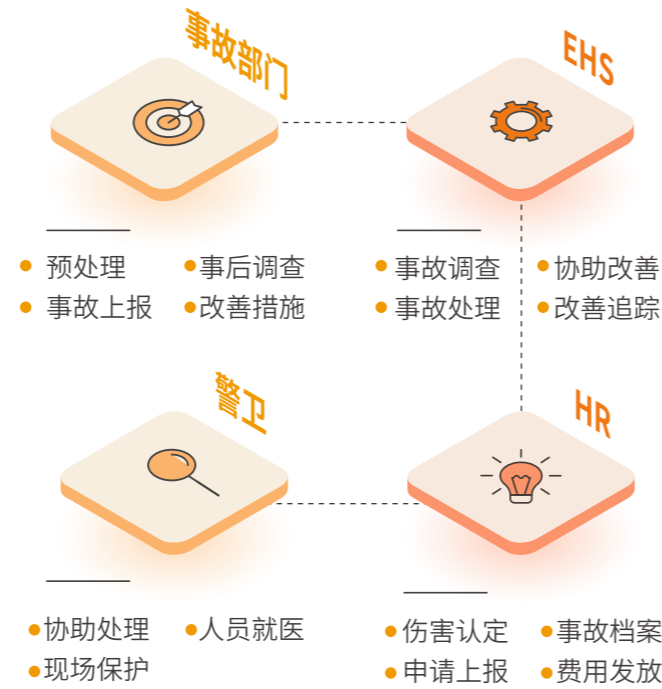 事故部门
预处理
事后调查
事故上报
改善措施
EHS
事故调查
协助改善
事故处理
改善追踪
警卫
协助处理
人员就医
现场保护
HR
伤害认定
事故档案
申请上报
费用发放